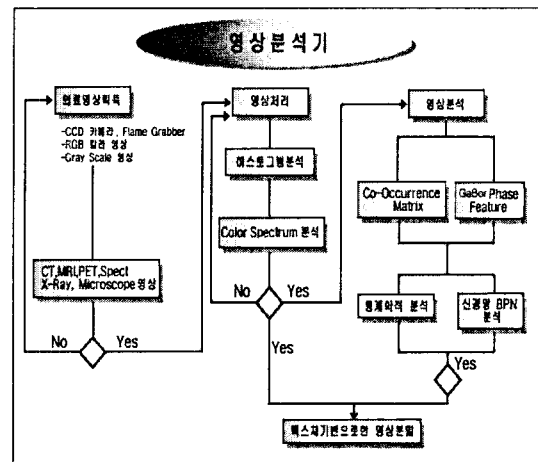 영상분석기
의료영상획득
-CCD 카메라, Flame Grabber
-RGB 칼라 영상
-Gray Scale 영상
CT,MRI,PET,Spect
X-Ray, Microscope 영상
No
Yes
영상처리
히스토그램분석
Color Spectrum 분석
No
Yes
Yes
영상분석
Co-Occurrence
Matrix
GaBor Phase
Feature
통계학적 분석
신경망 BPN
분석
Yes
텍스쳐기반으로한 영상분할